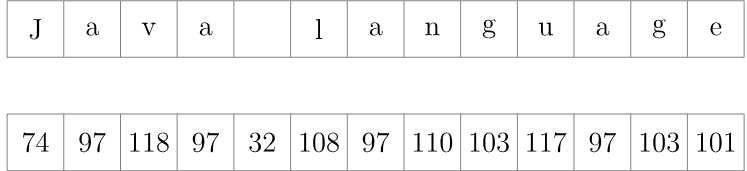 J a v a l a n g u a g e
74 97 118 97 32 108 97 110 103 117 97 103 101